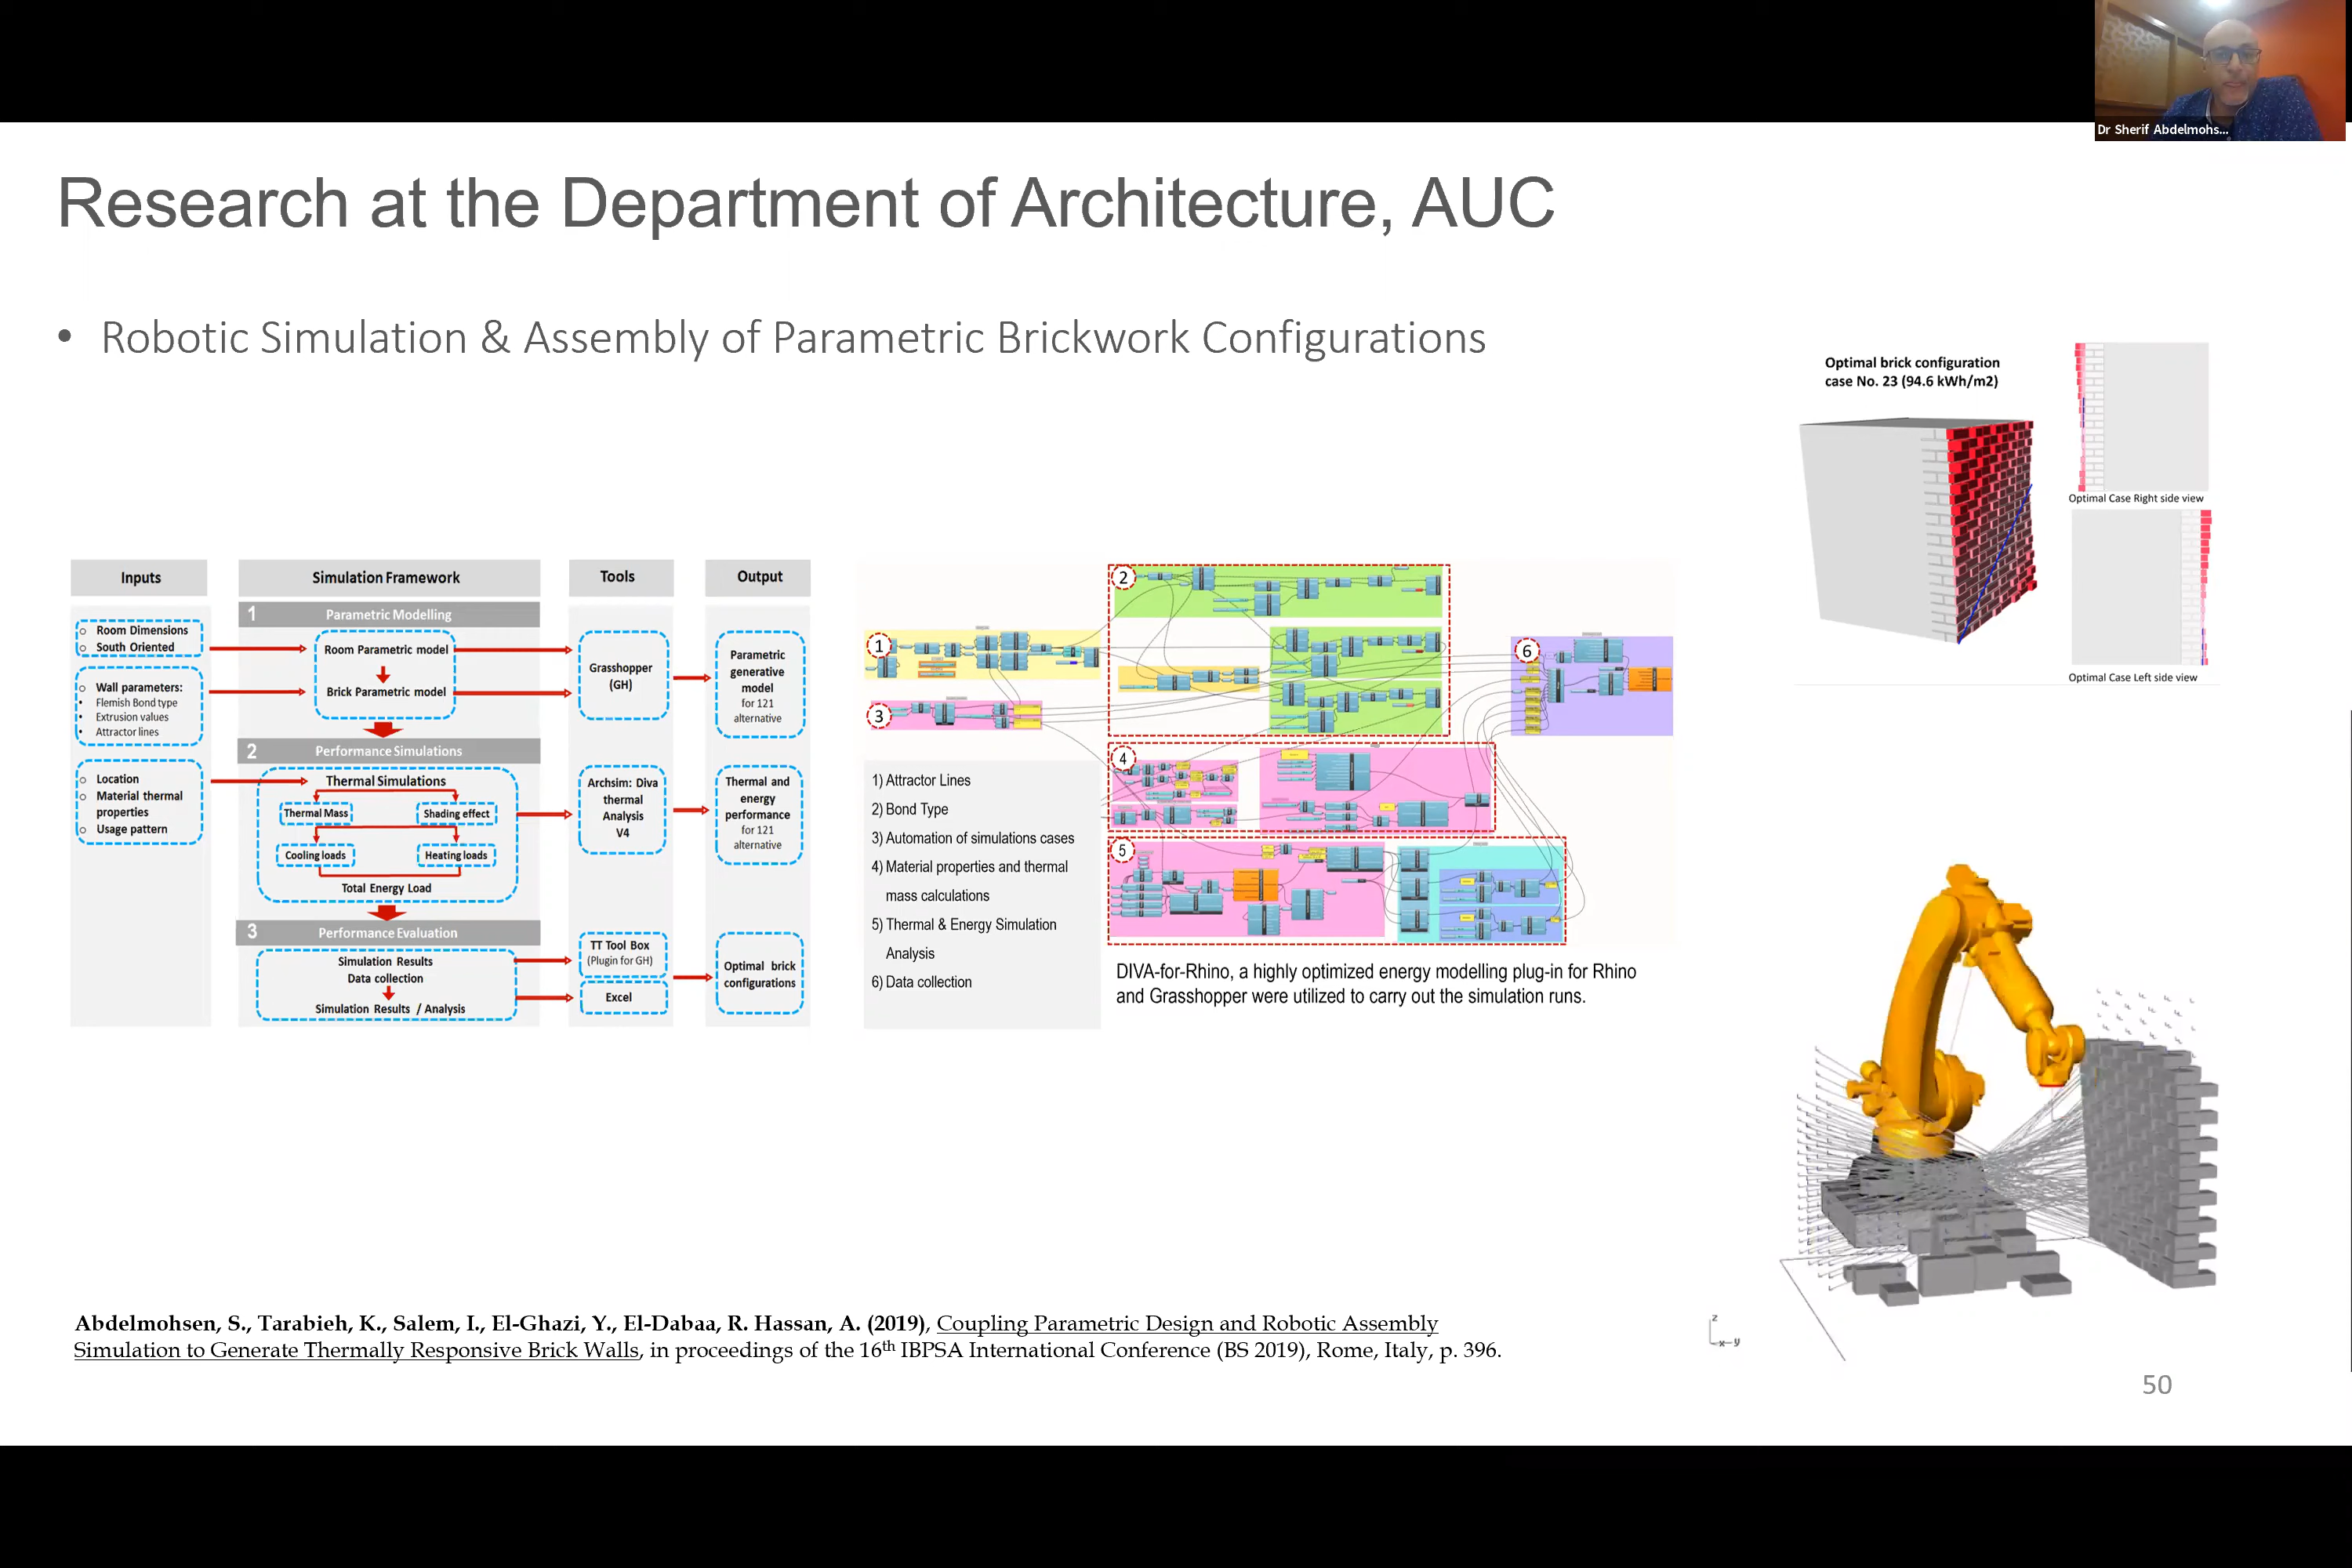 Dr Sherif Abdelmohs...
Research at the Department of Architecture, AUC
• Robotic Simulation & Assembly of Parametric Brickwork Configurations
Inputs
Room Dimensions
South Oriented
Wall parameters:
Flemish Bond type
Extrusion values
Attractor lines
Location
Material thermal
properties
Usage pattern
Simulation Framework
1 Parametric Modelling
Room Parametric model
Brick Parametric model
2 Performance Simulations
Thermal Simulations
Thermal Mass
Shading effect
Cooling loads
Heating loads
Total Energy Load
3 Performance Evaluation
Simulation Results
Data collection
Simulation Results / Analysis
Tools
Grasshopper
(GH)
Archsim: Diva
thermal
Analysis
V4
TT Tool Box
(Plugin for GH)
Excel
Output
Parametric
generative
model
for 121
alternative
Thermal and
energy
performance
for 121
alternative
Optimal brick
configurations
1
2
3
4
5
6
1) Attractor Lines
2) Bond Type
3) Automation of simulations cases
4) Material properties and thermal
mass calculations
5) Thermal & Energy Simulation
Analysis
6) Data collection
DIVA-for-Rhino, a highly optimized energy modelling plug-in for Rhino
and Grasshopper were utilized to carry out the simulation runs.
Optimal brick configuration
case No. 23 (94.6 kWh/m2)
Optimal Case Right side view
Optimal Case Left side view
z
x y
Abdelmohsen, S., Tarabieh, K., Salem, I., El-Ghazi, Y., El-Dabaa, R. Hassan, A. (2019), Coupling Parametric Design and Robotic Assembly
Simulation to Generate Thermally Responsive Brick Walls, in proceedings of the 16th IBPSA International Conference (BS 2019), Rome, Italy, p. 396.
50